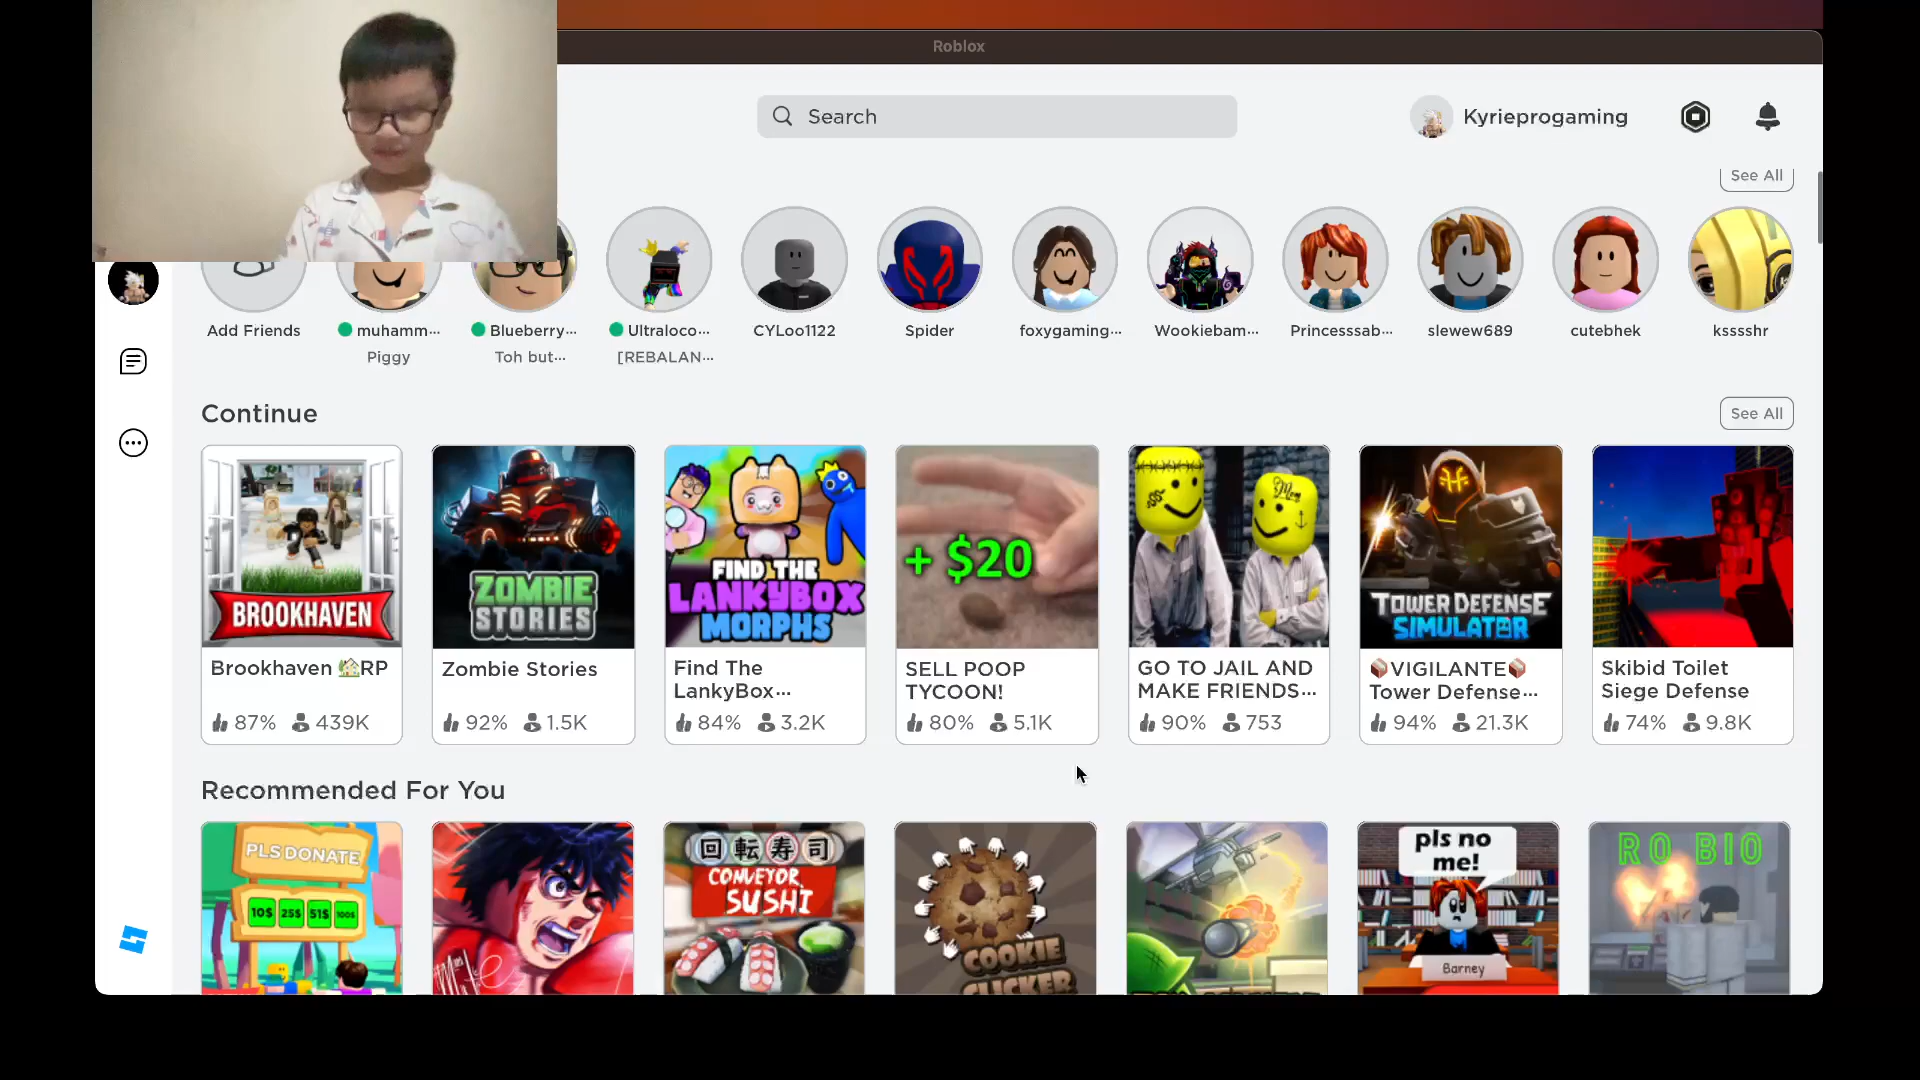 Roblox
Search
Kyrieprogaming
See All
Add Friends
muhamm...
Blueberry...
Ultraloco...
CYLoo1122
Spider
foxygaming...
Wookiebam...
Princesssab...
slewew689
cutebhek
ksssshr
Piggy
Toh but...
[REBALAN...
Continue
See All
BROOKHAVEN
ZOMBIE
STORIES
FIND THE
LANKYBOX
MORPHS
+ $20
Mom
TOWER DEFENSE
SIMULATOR
Brookhaven 🏡RP
87% 439K
Zombie Stories
92% 1.5K
Find The
LankyBox...
84% 3.2K
SELL POOP
TYCOON!
80% 5.1K
GO TO JAIL AND
MAKE FRIENDS...
90% 753
📦VIGILANTE📦
Tower Defense...
94% 21.3K
Skibid Toilet
Siege Defense
74% 9.8K
Recommended For You
PLS DONATE
10$ 25$ 51$ 100$
回転寿司
CONVEYOR
SUSHI
COOKIE
CLICKER
pls no
me!
Barney
RO BIO